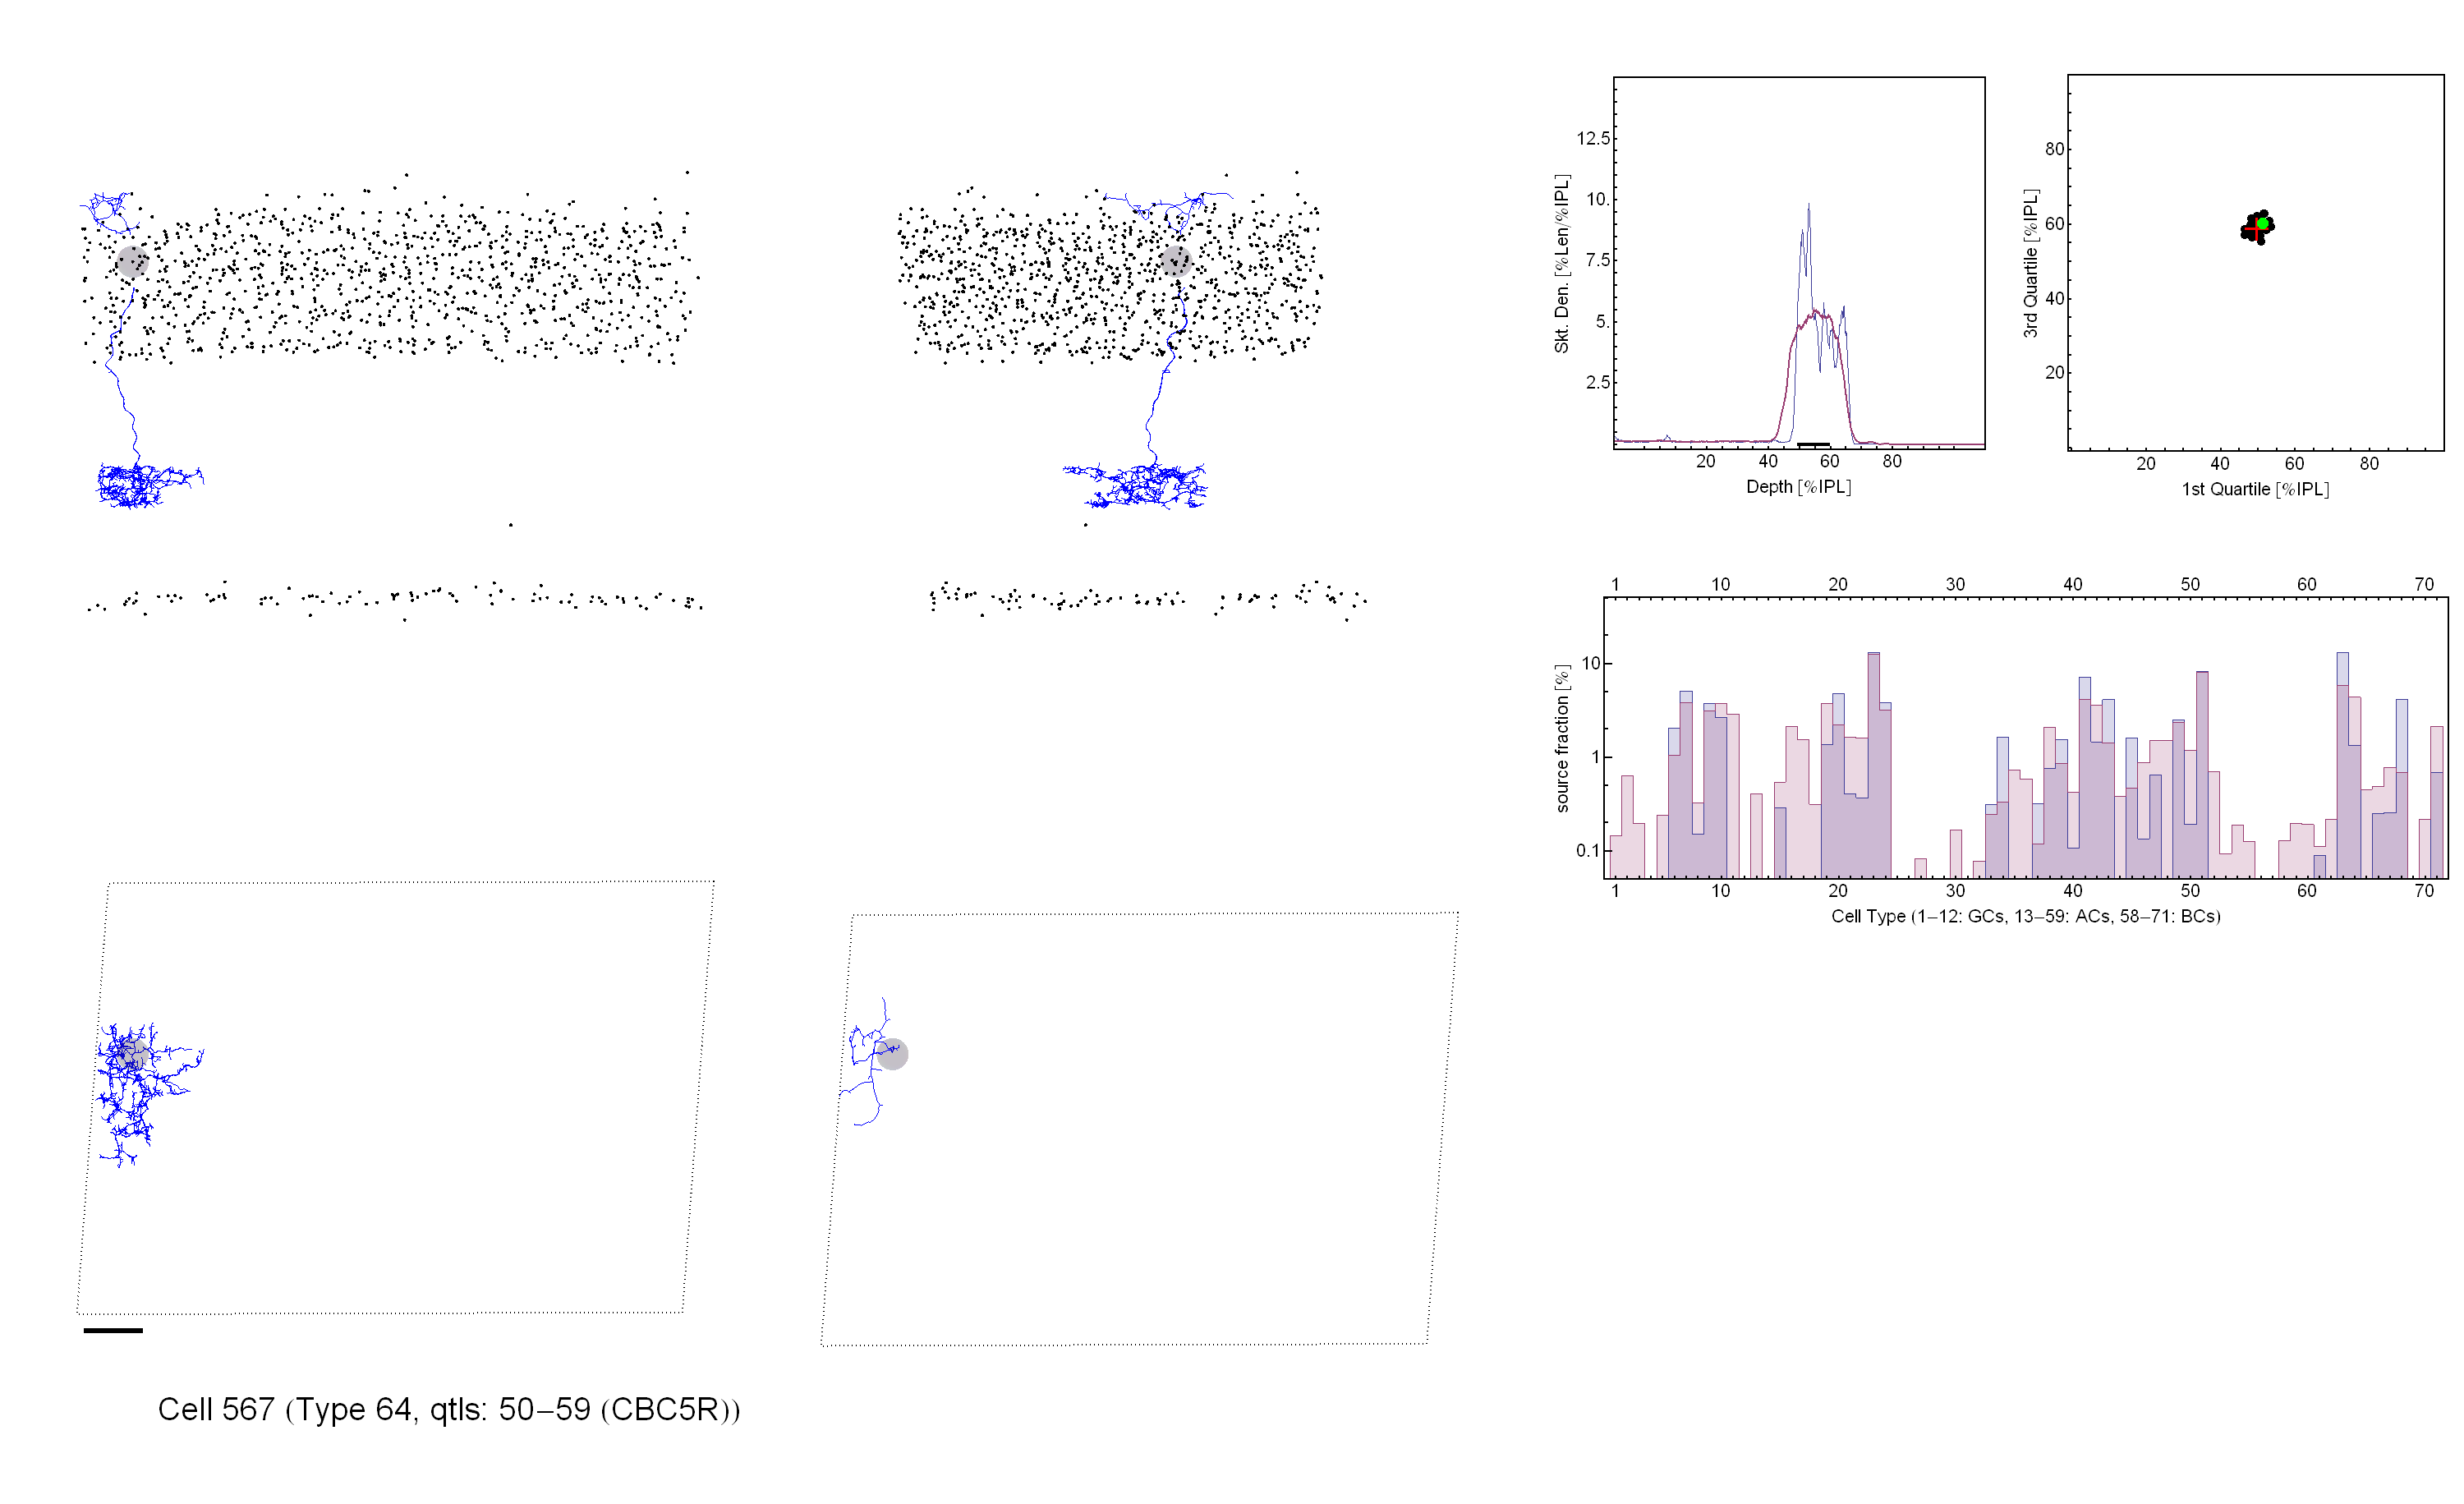 12.5
10.
7.5
5.
2.5
Skt. Den. [%Len/%IPL]
20 40 60 80
Depth [%IPL]
80
60
40
20
3rd Quartile [%IPL]
20 40 60 80
1st Quartile [%IPL]
1 10 20 30 40 50 60 70
10
1
0.1
source fraction [%]
1 10 20 30 40 50 60 70
Cell Type (1–12: GCs, 13–59: ACs, 58–71: BCs)
Cell 567 (Type 64, qtls: 50–59 (CBC5R))